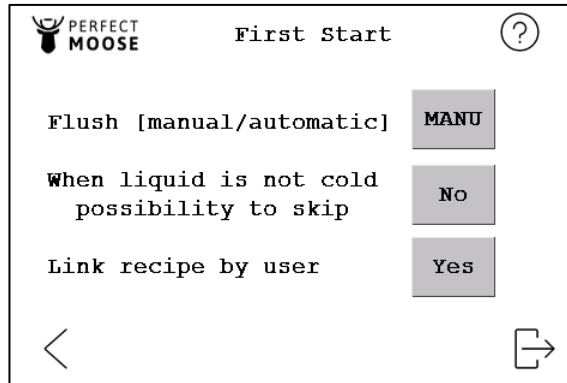 PERFECT
MOOSE
First Start
?
Flush [manual/automatic]
MANU
When liquid is not cold
possibility to skip
No
Link recipe by user
Yes